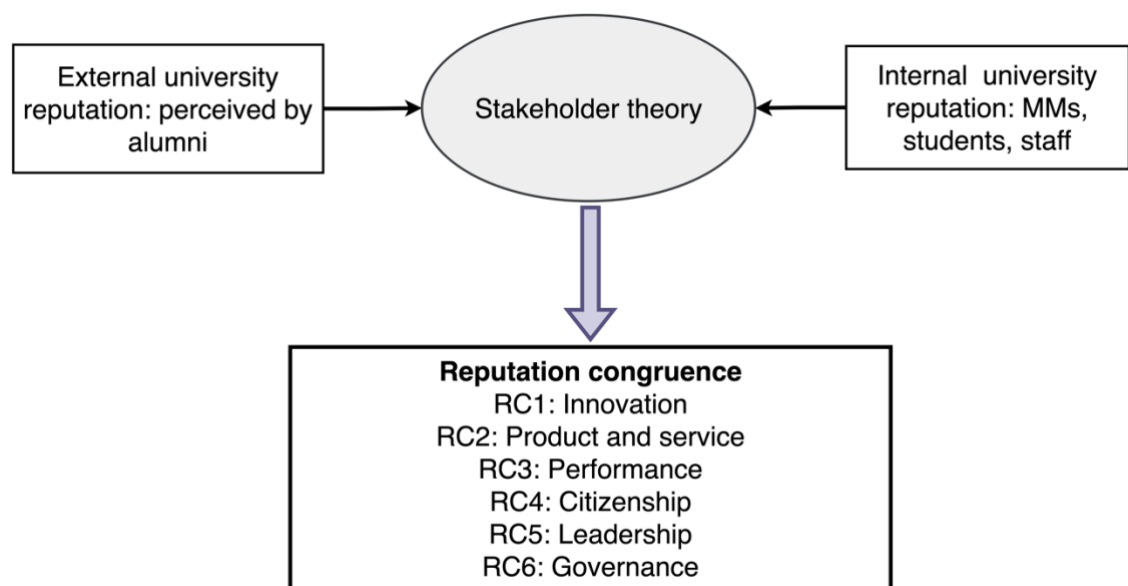 External university
reputation: perceived by
alumni
Stakeholder theory
Internal university
reputation: MMs,
students, staff
Reputation congruence
RC1: Innovation
RC2: Product and service
RC3: Performance
RC4: Citizenship
RC5: Leadership
RC6: Governance